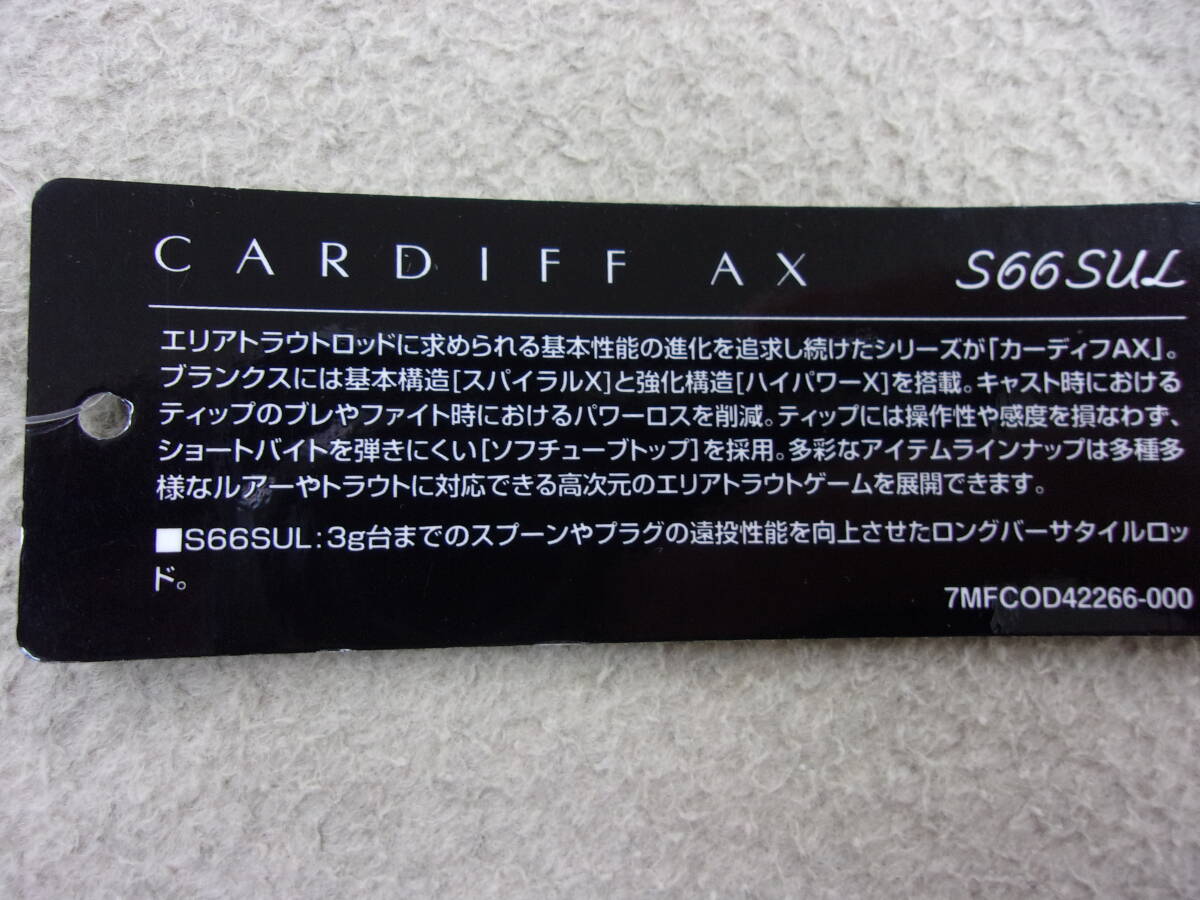 CARDIFF AX S66SUL
エリアトラウトロッドに求められる基本性能の進化を追求し続けたシリーズが「カーディフAX」。
ブランクスには基本構造[スパイラルX]と強化構造[ハイパワーX]を搭載。キャスト時における
ティップのブレやファイト時におけるパワーロスを削減。ティップには操作性や感度を損なわず、
ショートバイトを弾きにくい[ソフチューブトップ]を採用。多彩なアイテムラインナップは多種多
様なルアーやトラウトに対応できる高次元のエリアトラウトゲームを展開できます。
■S66SUL:3g台までのスプーンやプラグの遠投性能を向上させたロングバーサタイルロッ
ド。
7MFCOD42266-000